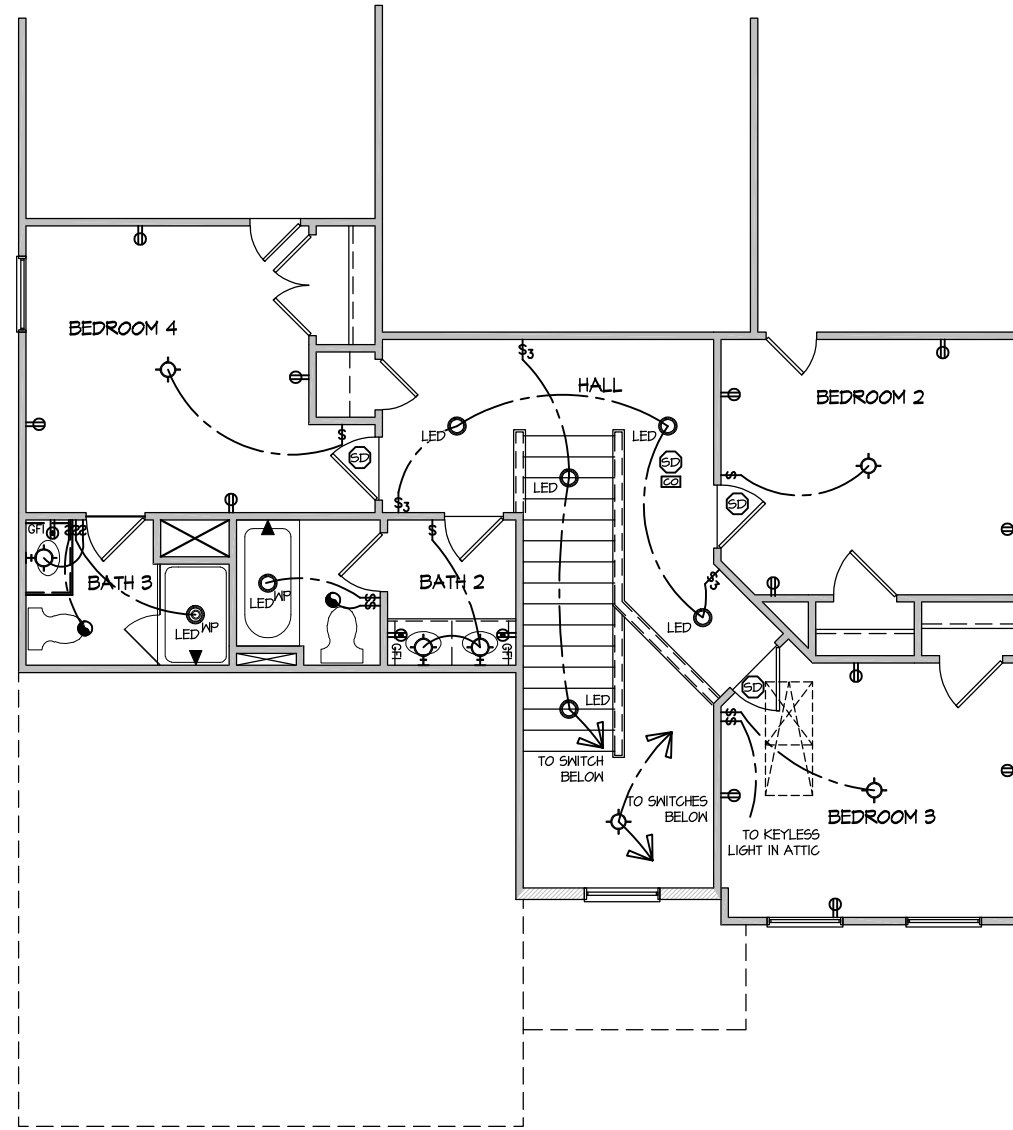 BEDROOM 4
HALL
BEDROOM 2
$3
LED
LED
SD
CO
$
SD
LED
$
SD
$3
GFI
$$$
$
BATH 3
BATH 2
LED
WP
$$
$3
LED
WP
LED
GFI
GFI
SD
LED
$$
TO SWITCH
BELOW
TO SWITCHES
BELOW
BEDROOM 3
TO KEYLESS
LIGHT IN ATTIC